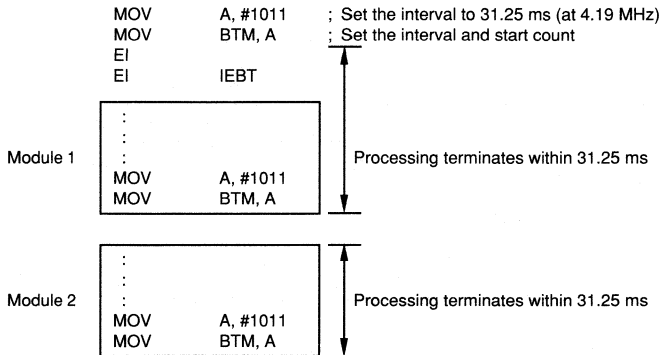 MOV A, #1011 ; Set the interval to 31.25 ms (at 4.19 MHz)
MOV BTM, A ; Set the interval and start count
EI
EI IEBT
:
:
Module 1 : Processing terminates within 31.25 ms
MOV A, #1011
MOV BTM, A
:
:
Module 2 : Processing terminates within 31.25 ms
MOV A, #1011
MOV BTM, A